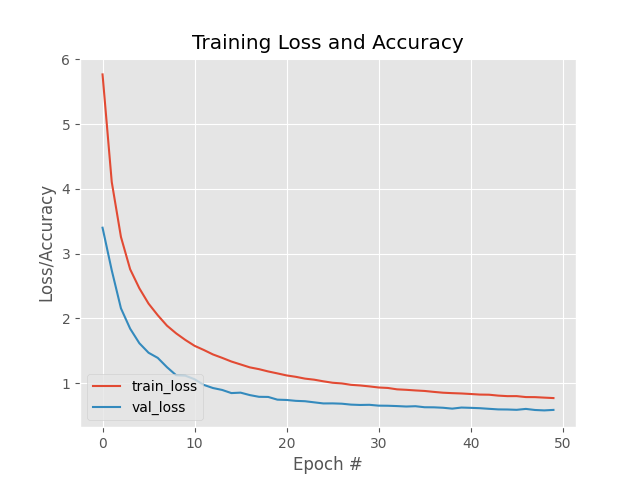 Training Loss and Accuracy
6
5
4
3
2
1
Loss/Accuracy
train_loss
val_loss
0 10 20 30 40 50
Epoch #